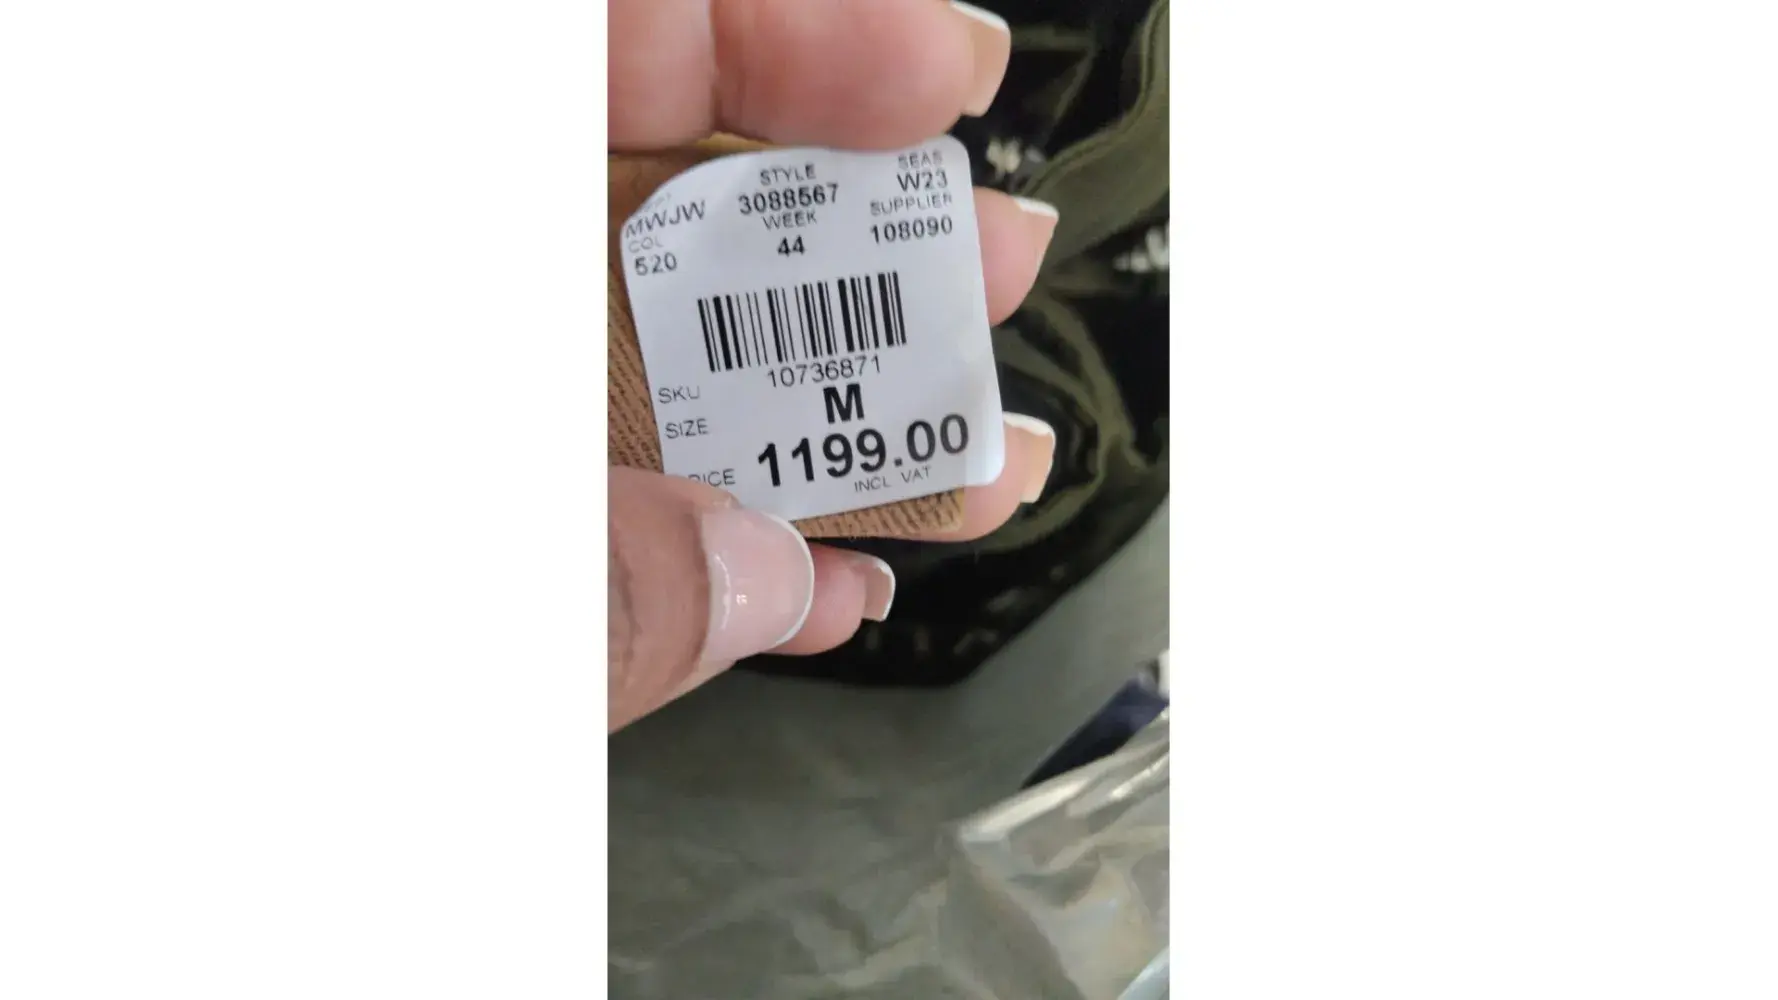 STYLE
SEAS
MWJW
3088567
W23
COL
WEEK
SUPPLIER
520
44
108090
10736871
SKU
M
SIZE
1199.00
INCL VAT